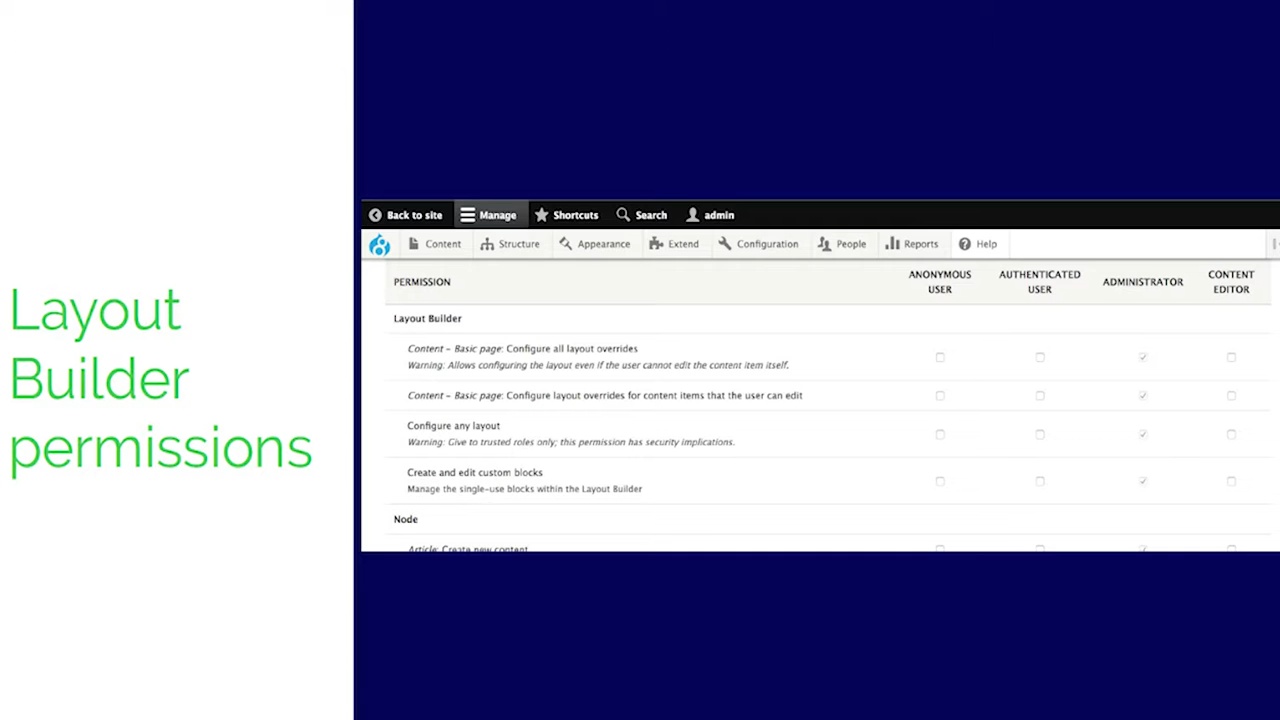 Layout
Builder
permissions
Back to site Manage Shortcuts Search admin
Content Structure Appearance Extend Configuration People Reports Help
PERMISSION ANONYMOUS USER AUTHENTICATED USER ADMINISTRATOR CONTENT EDITOR
Layout Builder
Content - Basic page: Configure all layout overrides
Warning: Allows configuring the layout even if the user cannot edit the content item itself.
Content - Basic page: Configure layout overrides for content items that the user can edit
Configure any layout
Warning: Give to trusted roles only; this permission has security implications.
Create and edit custom blocks
Manage the single-use blocks within the Layout Builder
Node
Article: Create new content